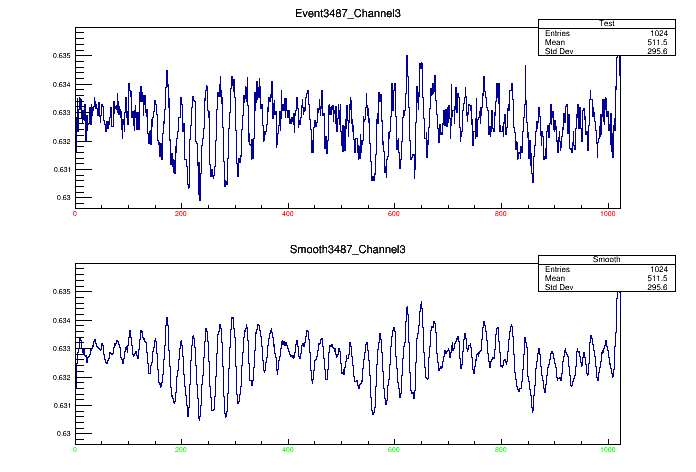 Event3487_Channel3
Test
Entries 1024
Mean 511.5
Std Dev 295.6
0.635
0.634
0.633
0.632
0.631
0.63
0 200 400 600 800 1000
Smooth3487_Channel3
Smooth
Entries 1024
Mean 511.5
Std Dev 295.6
0.635
0.634
0.633
0.632
0.631
0.63
0 200 400 600 800 1000